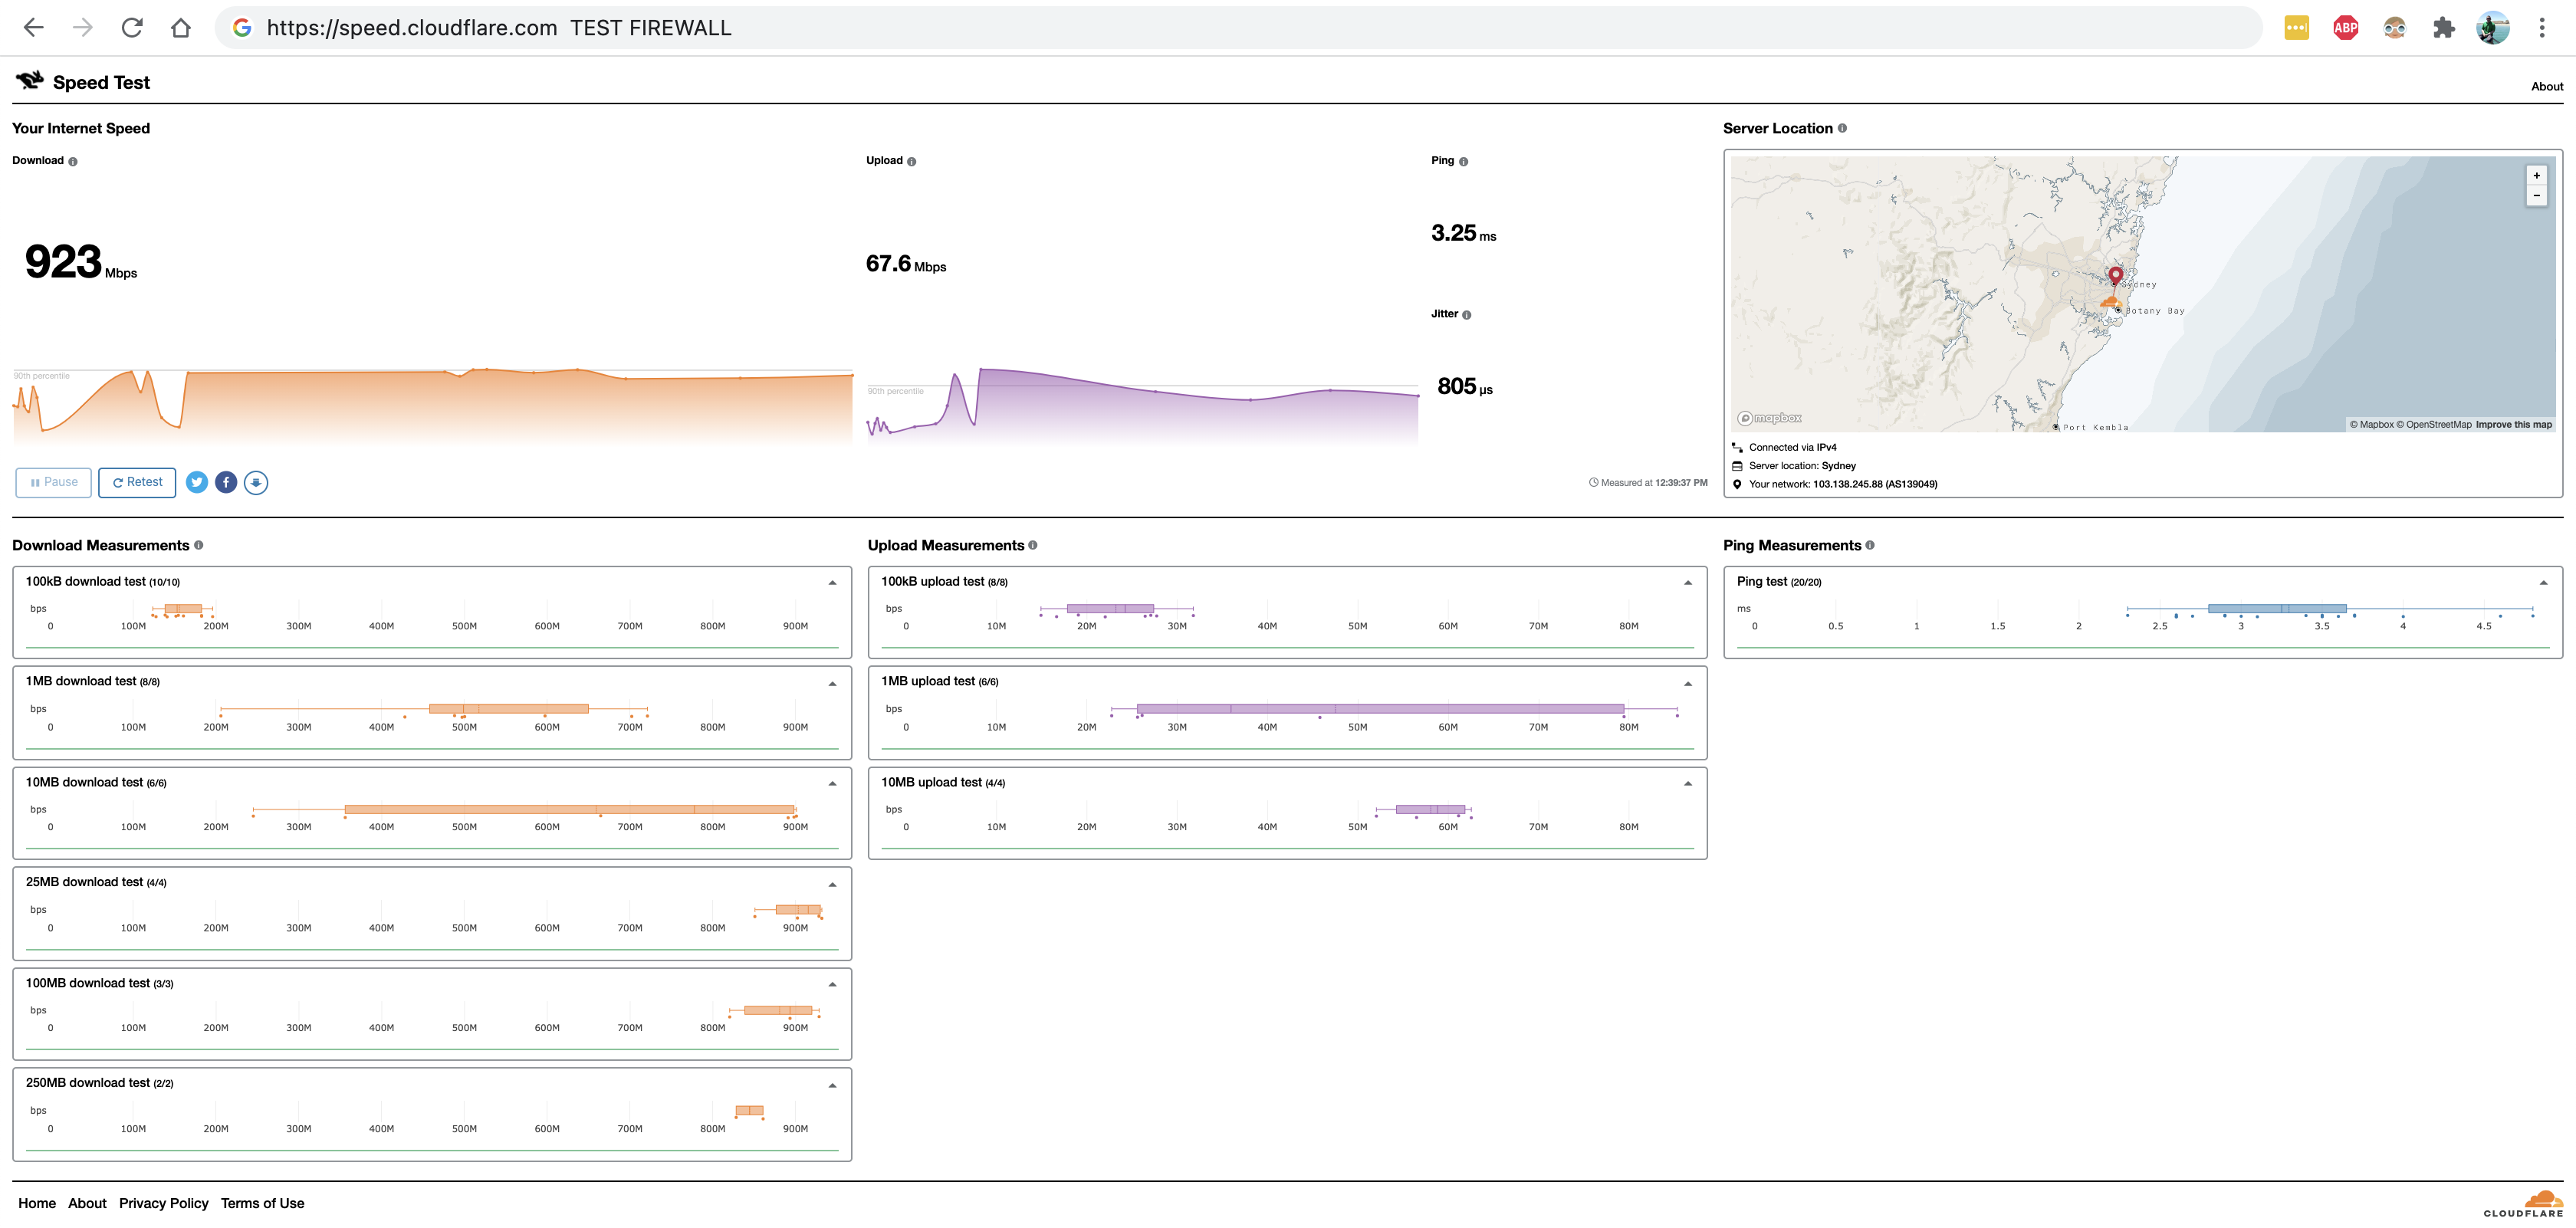 https://speed.cloudflare.com  TEST FIREWALL
ABP
Speed Test
About
Your Internet Speed
Download
923 Mbps
90th percentile
Upload
67.6 Mbps
90th percentile
Ping
3.25 ms
Jitter
805 μs
Pause
Retest
Measured at 12:39:37 PM
Server Location
+
−
Sydney
Botany Bay
Port Kembla
mapbox
© Mapbox © OpenStreetMap Improve this map
Connected via IPv4
Server location: Sydney
Your network: 103.138.245.88 (AS139049)
Download Measurements
100kB download test (10/10)
bps
0 100M 200M 300M 400M 500M 600M 700M 800M 900M
1MB download test (8/8)
bps
0 100M 200M 300M 400M 500M 600M 700M 800M 900M
10MB download test (6/6)
bps
0 100M 200M 300M 400M 500M 600M 700M 800M 900M
25MB download test (4/4)
bps
0 100M 200M 300M 400M 500M 600M 700M 800M 900M
100MB download test (3/3)
bps
0 100M 200M 300M 400M 500M 600M 700M 800M 900M
250MB download test (2/2)
bps
0 100M 200M 300M 400M 500M 600M 700M 800M 900M
Upload Measurements
100kB upload test (8/8)
bps
0 10M 20M 30M 40M 50M 60M 70M 80M
1MB upload test (6/6)
bps
0 10M 20M 30M 40M 50M 60M 70M 80M
10MB upload test (4/4)
bps
0 10M 20M 30M 40M 50M 60M 70M 80M
Ping Measurements
Ping test (20/20)
ms
0 0.5 1 1.5 2 2.5 3 3.5 4 4.5
Home About Privacy Policy Terms of Use
CLOUDFLARE